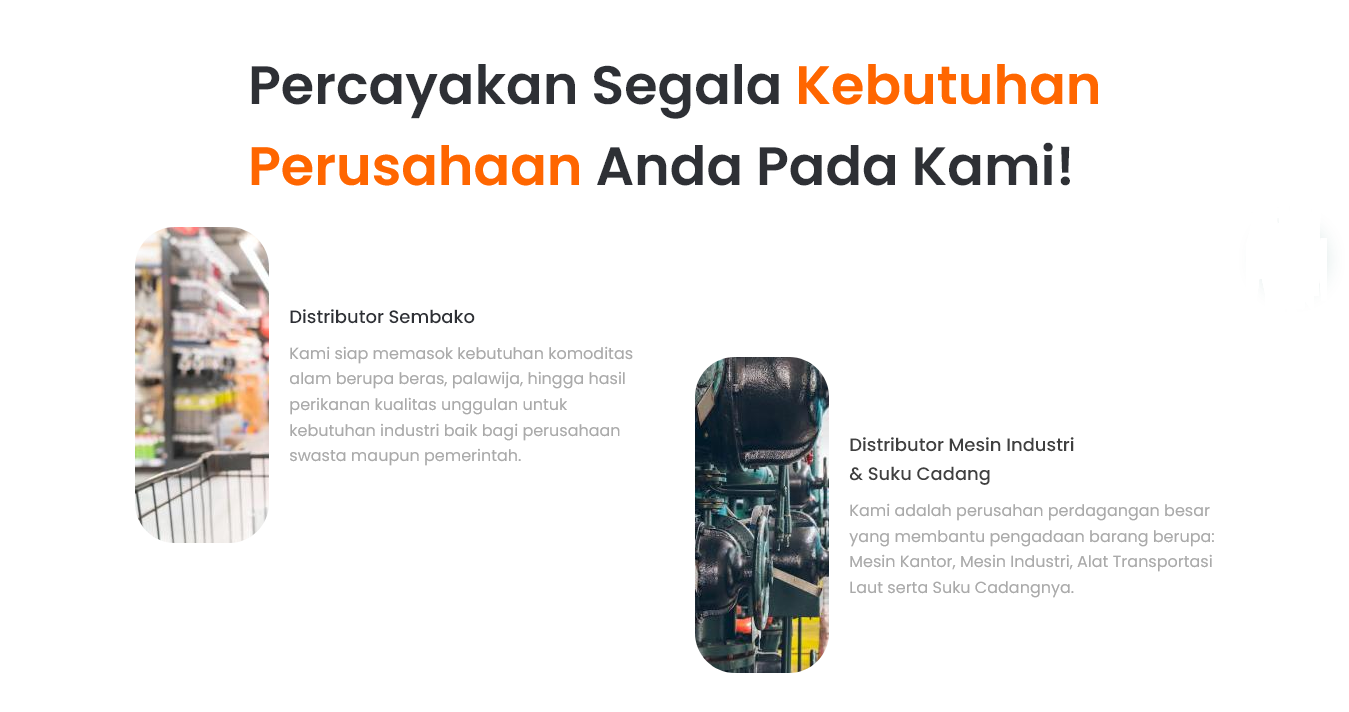 Percayakan Segala Kebutuhan
Perusahaan Anda Pada Kami!
Distributor Sembako
Kami siap memasok kebutuhan komoditas
alam berupa beras, palawija, hingga hasil
perikanan kualitas unggulan untuk
kebutuhan industri baik bagi perusahaan
swasta maupun pemerintah.
Distributor Mesin Industri
& Suku Cadang
Kami adalah perusahan perdagangan besar
yang membantu pengadaan barang berupa:
Mesin Kantor, Mesin Industri, Alat Transportasi
Laut serta Suku Cadangnya.